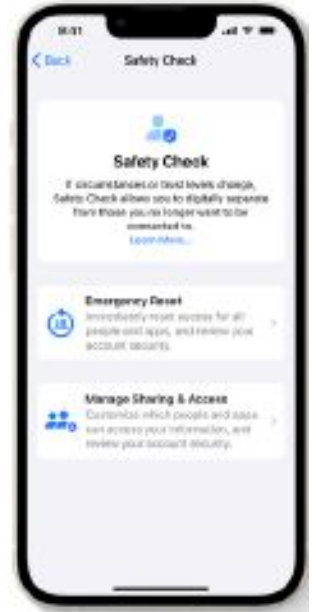 9:41
Back Safety Check
Safety Check
If circumstances or trust levels change,
Safety Check allows you to digitally separate
from those you no longer want to be
connected to.
Learn More...
Emergency Reset
Immediately reset access for all
people and apps, and review your
account security.
Manage Sharing & Access
Customize which people and apps
can access your information, and
review your account security.